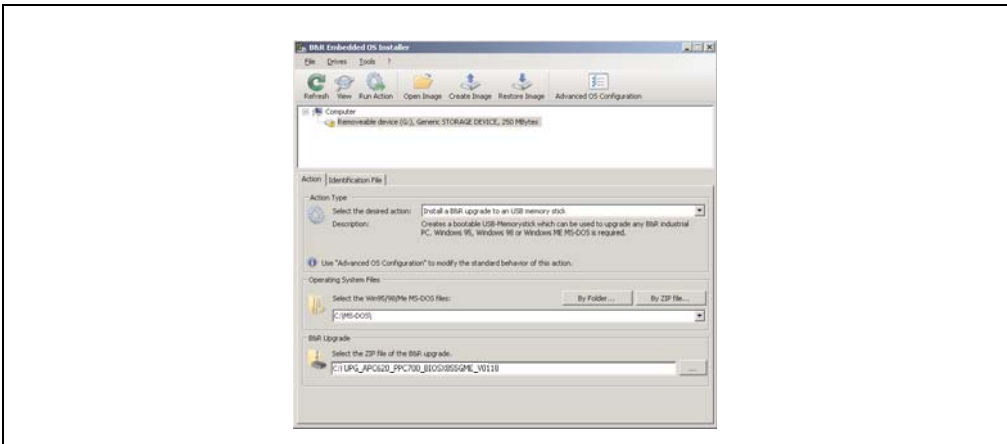 B&R Embedded OS Installer
File Drives Tools ?
Refresh View Run Action Open Image Create Image Restore Image Advanced OS Configuration
Computer
Removeable device (G:), Generic STORAGE DEVICE, 250 MBytes
Action Identification File
Action Type
Select the desired action: Install a B&R upgrade to an USB memory stick
Description: Creates a bootable USB-Memorystick which can be used to upgrade any B&R industrial
PC. Windows 95, Windows 98 or Windows ME MS-DOS is required.
Use "Advanced OS Configuration" to modify the standard behavior of this action.
Operating System Files
Select the Win95/98/Me MS-DOS files: By Folder... By ZIP file...
C:\MS-DOS\
B&R Upgrade
Select the ZIP file of the B&R upgrade.
C:\ UPG_APC620_PPC700_BIOSX855GME_V0118 ...